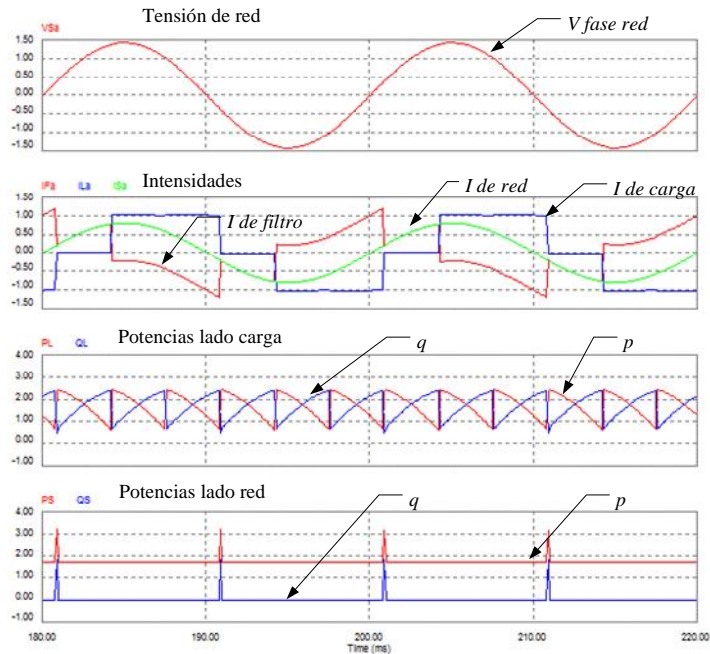 Tensión de red
VSa
V fase red
1.50
1.00
0.50
0.00
-0.50
-1.00
-1.50
Intensidades
IFa ILa ISa
I de red
I de carga
I de filtro
1.50
1.00
0.50
0.00
-0.50
-1.00
-1.50
Potencias lado carga
PL QL
q
p
4.00
3.00
2.00
1.00
0.00
-1.00
Potencias lado red
PS QS
q
p
4.00
3.00
2.00
1.00
0.00
-1.00
180.00 190.00 200.00 210.00 220.00
Time (ms)